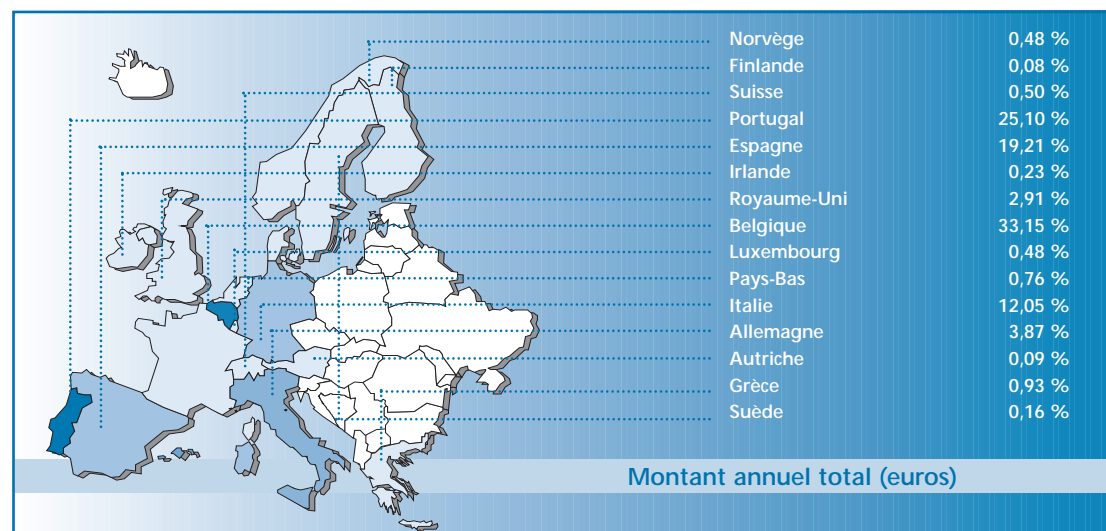 Norvège 0,48 %
Finlande 0,08 %
Suisse 0,50 %
Portugal 25,10 %
Espagne 19,21 %
Irlande 0,23 %
Royaume-Uni 2,91 %
Belgique 33,15 %
Luxembourg 0,48 %
Pays-Bas 0,76 %
Italie 12,05 %
Allemagne 3,87 %
Autriche 0,09 %
Grèce 0,93 %
Suède 0,16 %
Montant annuel total (euros)